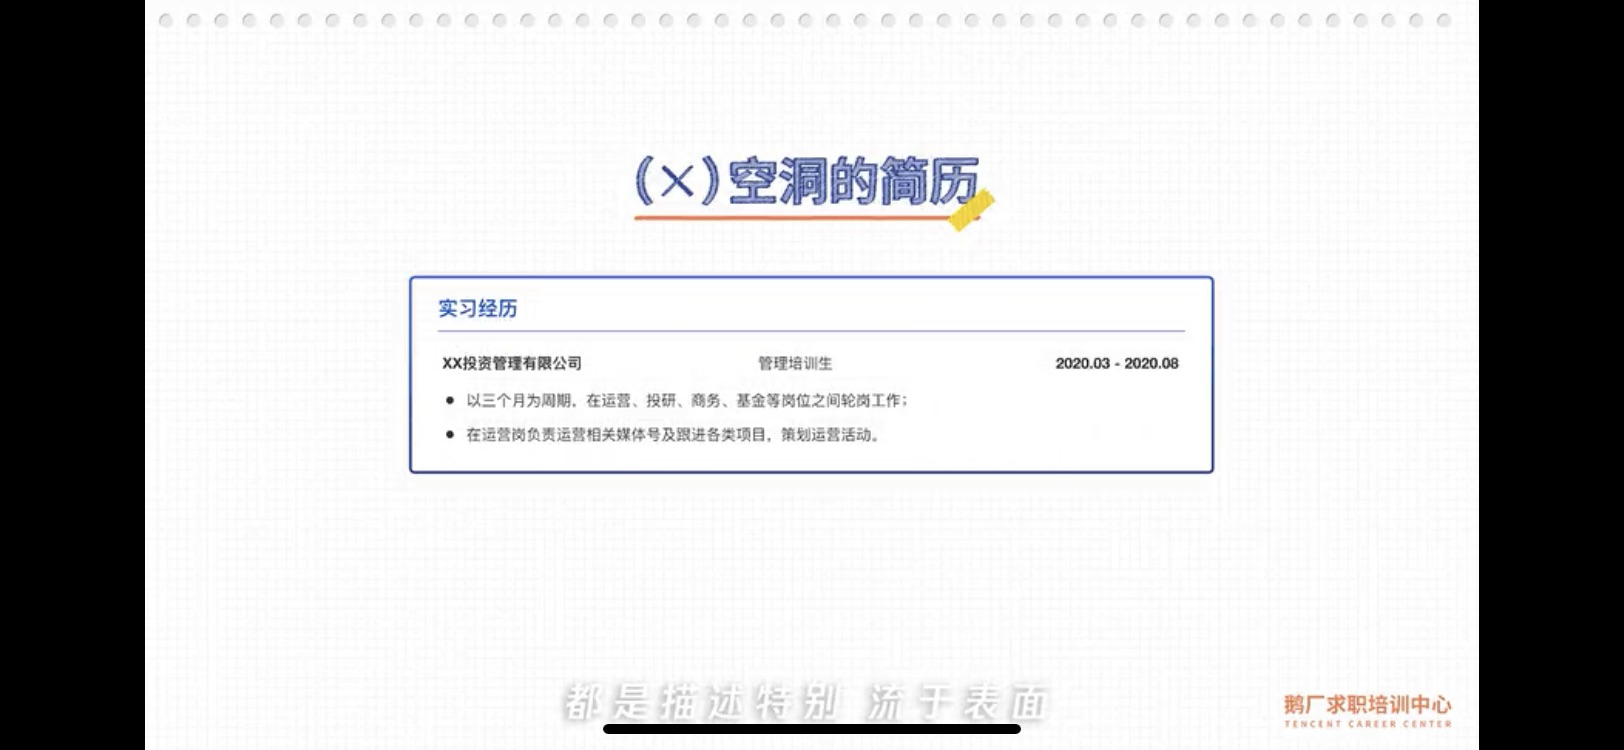 （×）空洞的简历
实习经历
XX投资管理有限公司 管理培训生 2020.03 - 2020.08
● 以三个月为周期，在运营、投研、商务、基金等岗位之间轮岗工作；
● 在运营岗负责运营相关媒体号及跟进各类项目，策划运营活动。
都是描述特别 流于表面
鹅厂求职培训中心
TENCENT CAREER CENTER